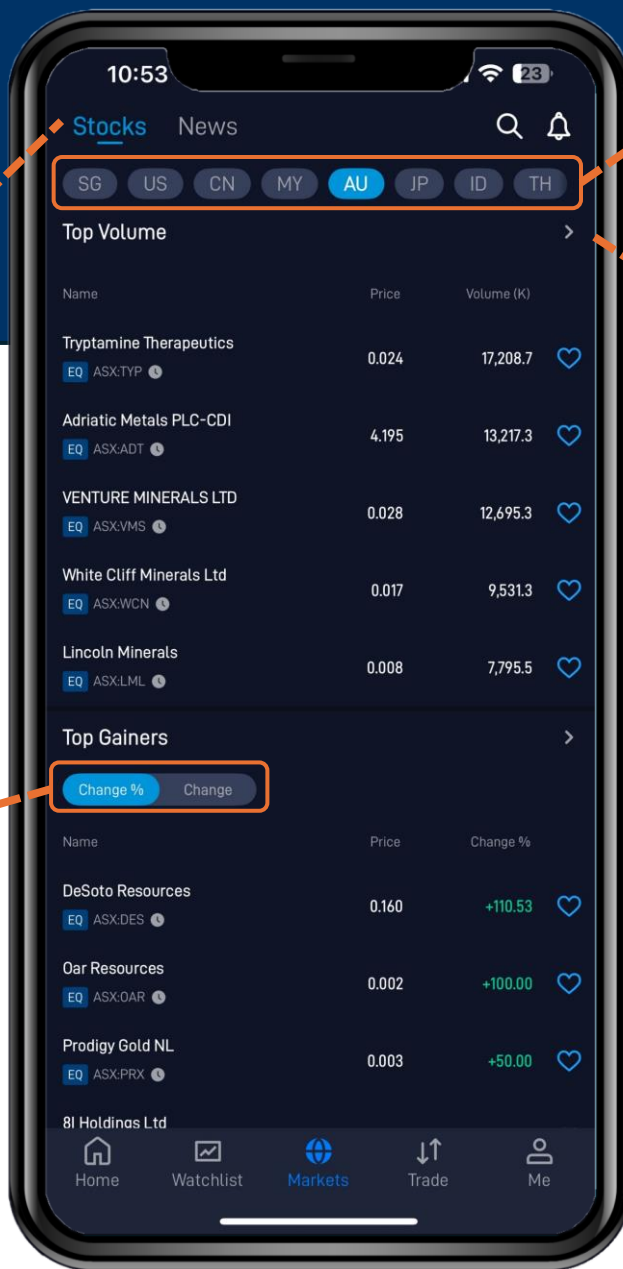 10:53 23
Stocks News
SG US CN MY AU JP ID TH
Top Volume
Name Price Volume (K)
Tryptamine Therapeutics
0.024 17,208.7
EQ ASX:TYP
Adriatic Metals PLC-CDI
4.195 13,217.3
EQ ASX:ADT
VENTURE MINERALS LTD
0.028 12,695.3
EQ ASX:VMS
White Cliff Minerals Ltd
0.017 9,531.3
EQ ASX:WCN
Lincoln Minerals
0.008 7,795.5
EQ ASX:LML
Top Gainers
Change % Change
Name Price Change %
DeSoto Resources
0.160 +110.53
EQ ASX:DES
Oar Resources
0.002 +100.00
EQ ASX:OAR
Prodigy Gold NL
0.003 +50.00
EQ ASX:PRX
8I Holdings Ltd
Home Watchlist Markets Trade Me